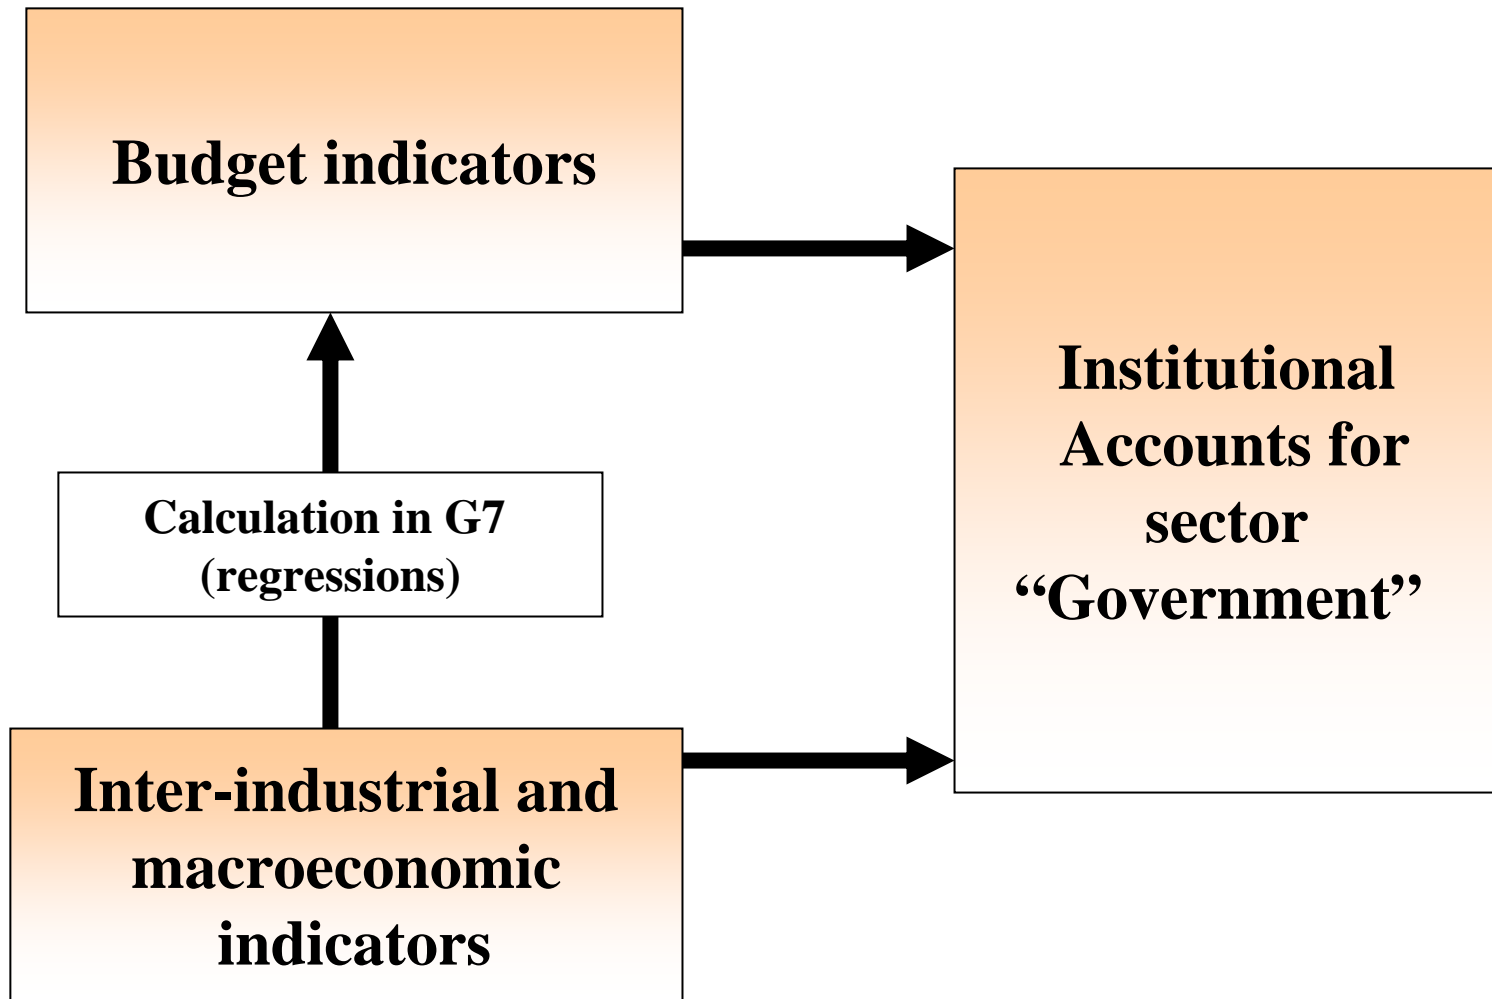 Budget indicators
Institutional
Accounts for
sector
“Government”
Calculation in G7
(regressions)
Inter-industrial and
macroeconomic
indicators